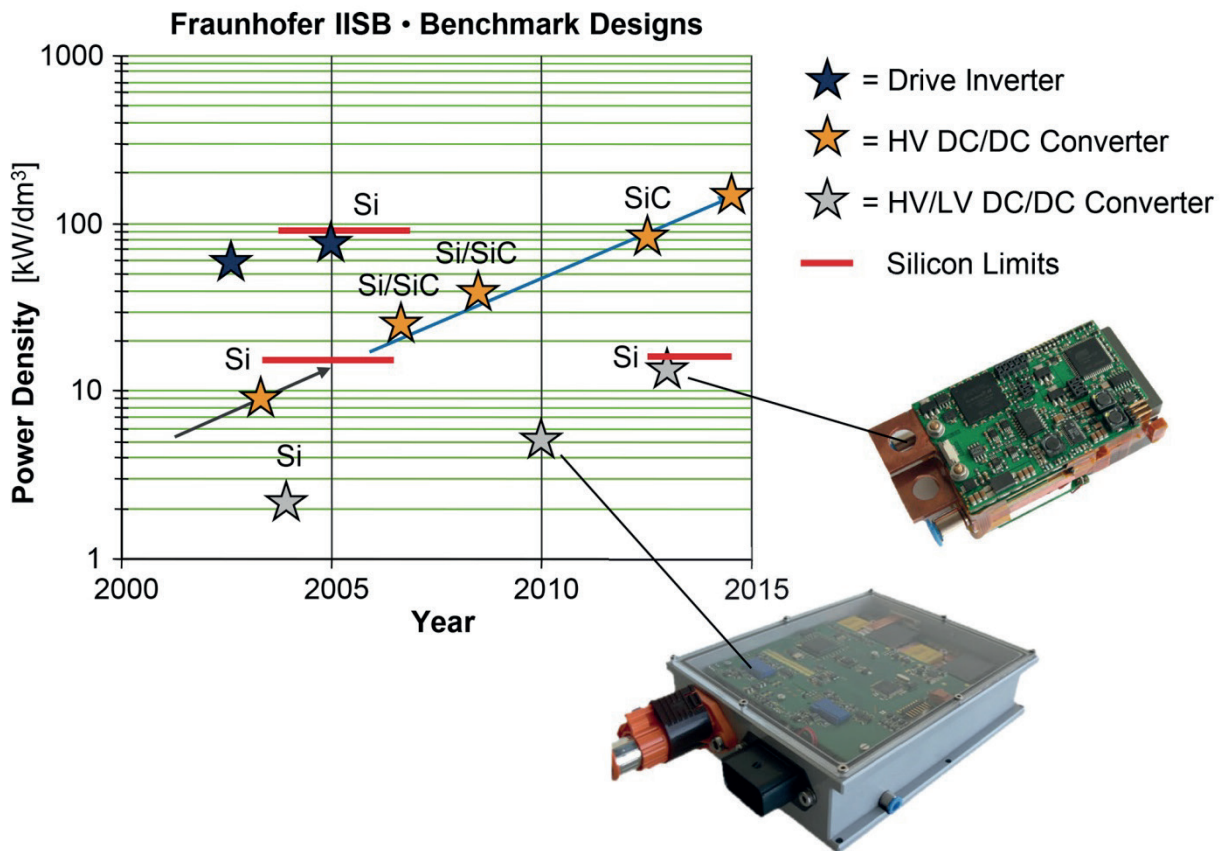 Fraunhofer IISB • Benchmark Designs
1000
100
10
1
Power Density [kW/dm³]
2000
2005
2010
2015
Year
Si
Si/SiC
Si/SiC
SiC
Si
Si
Si
= Drive Inverter
= HV DC/DC Converter
= HV/LV DC/DC Converter
Silicon Limits